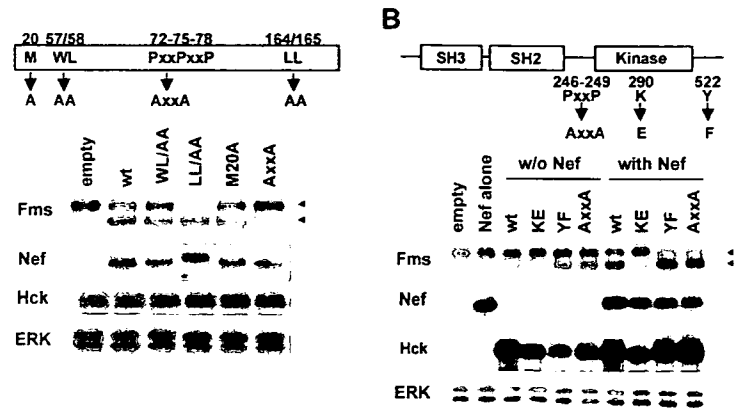 20 57/58 72-75-78 164/165
M WL PxxPxxP LL
A AA AxxA AA
empty wt WL/AA LL/AA M20A AxxA
Fms
Nef
Hck
ERK
B
SH3 SH2 Kinase
246-249 290 522
PxxP K Y
AxxA E F
w/o Nef with Nef
empty Nef alone wt KE YF AxxA wt KE YF AxxA
Fms
Nef
Hck
ERK